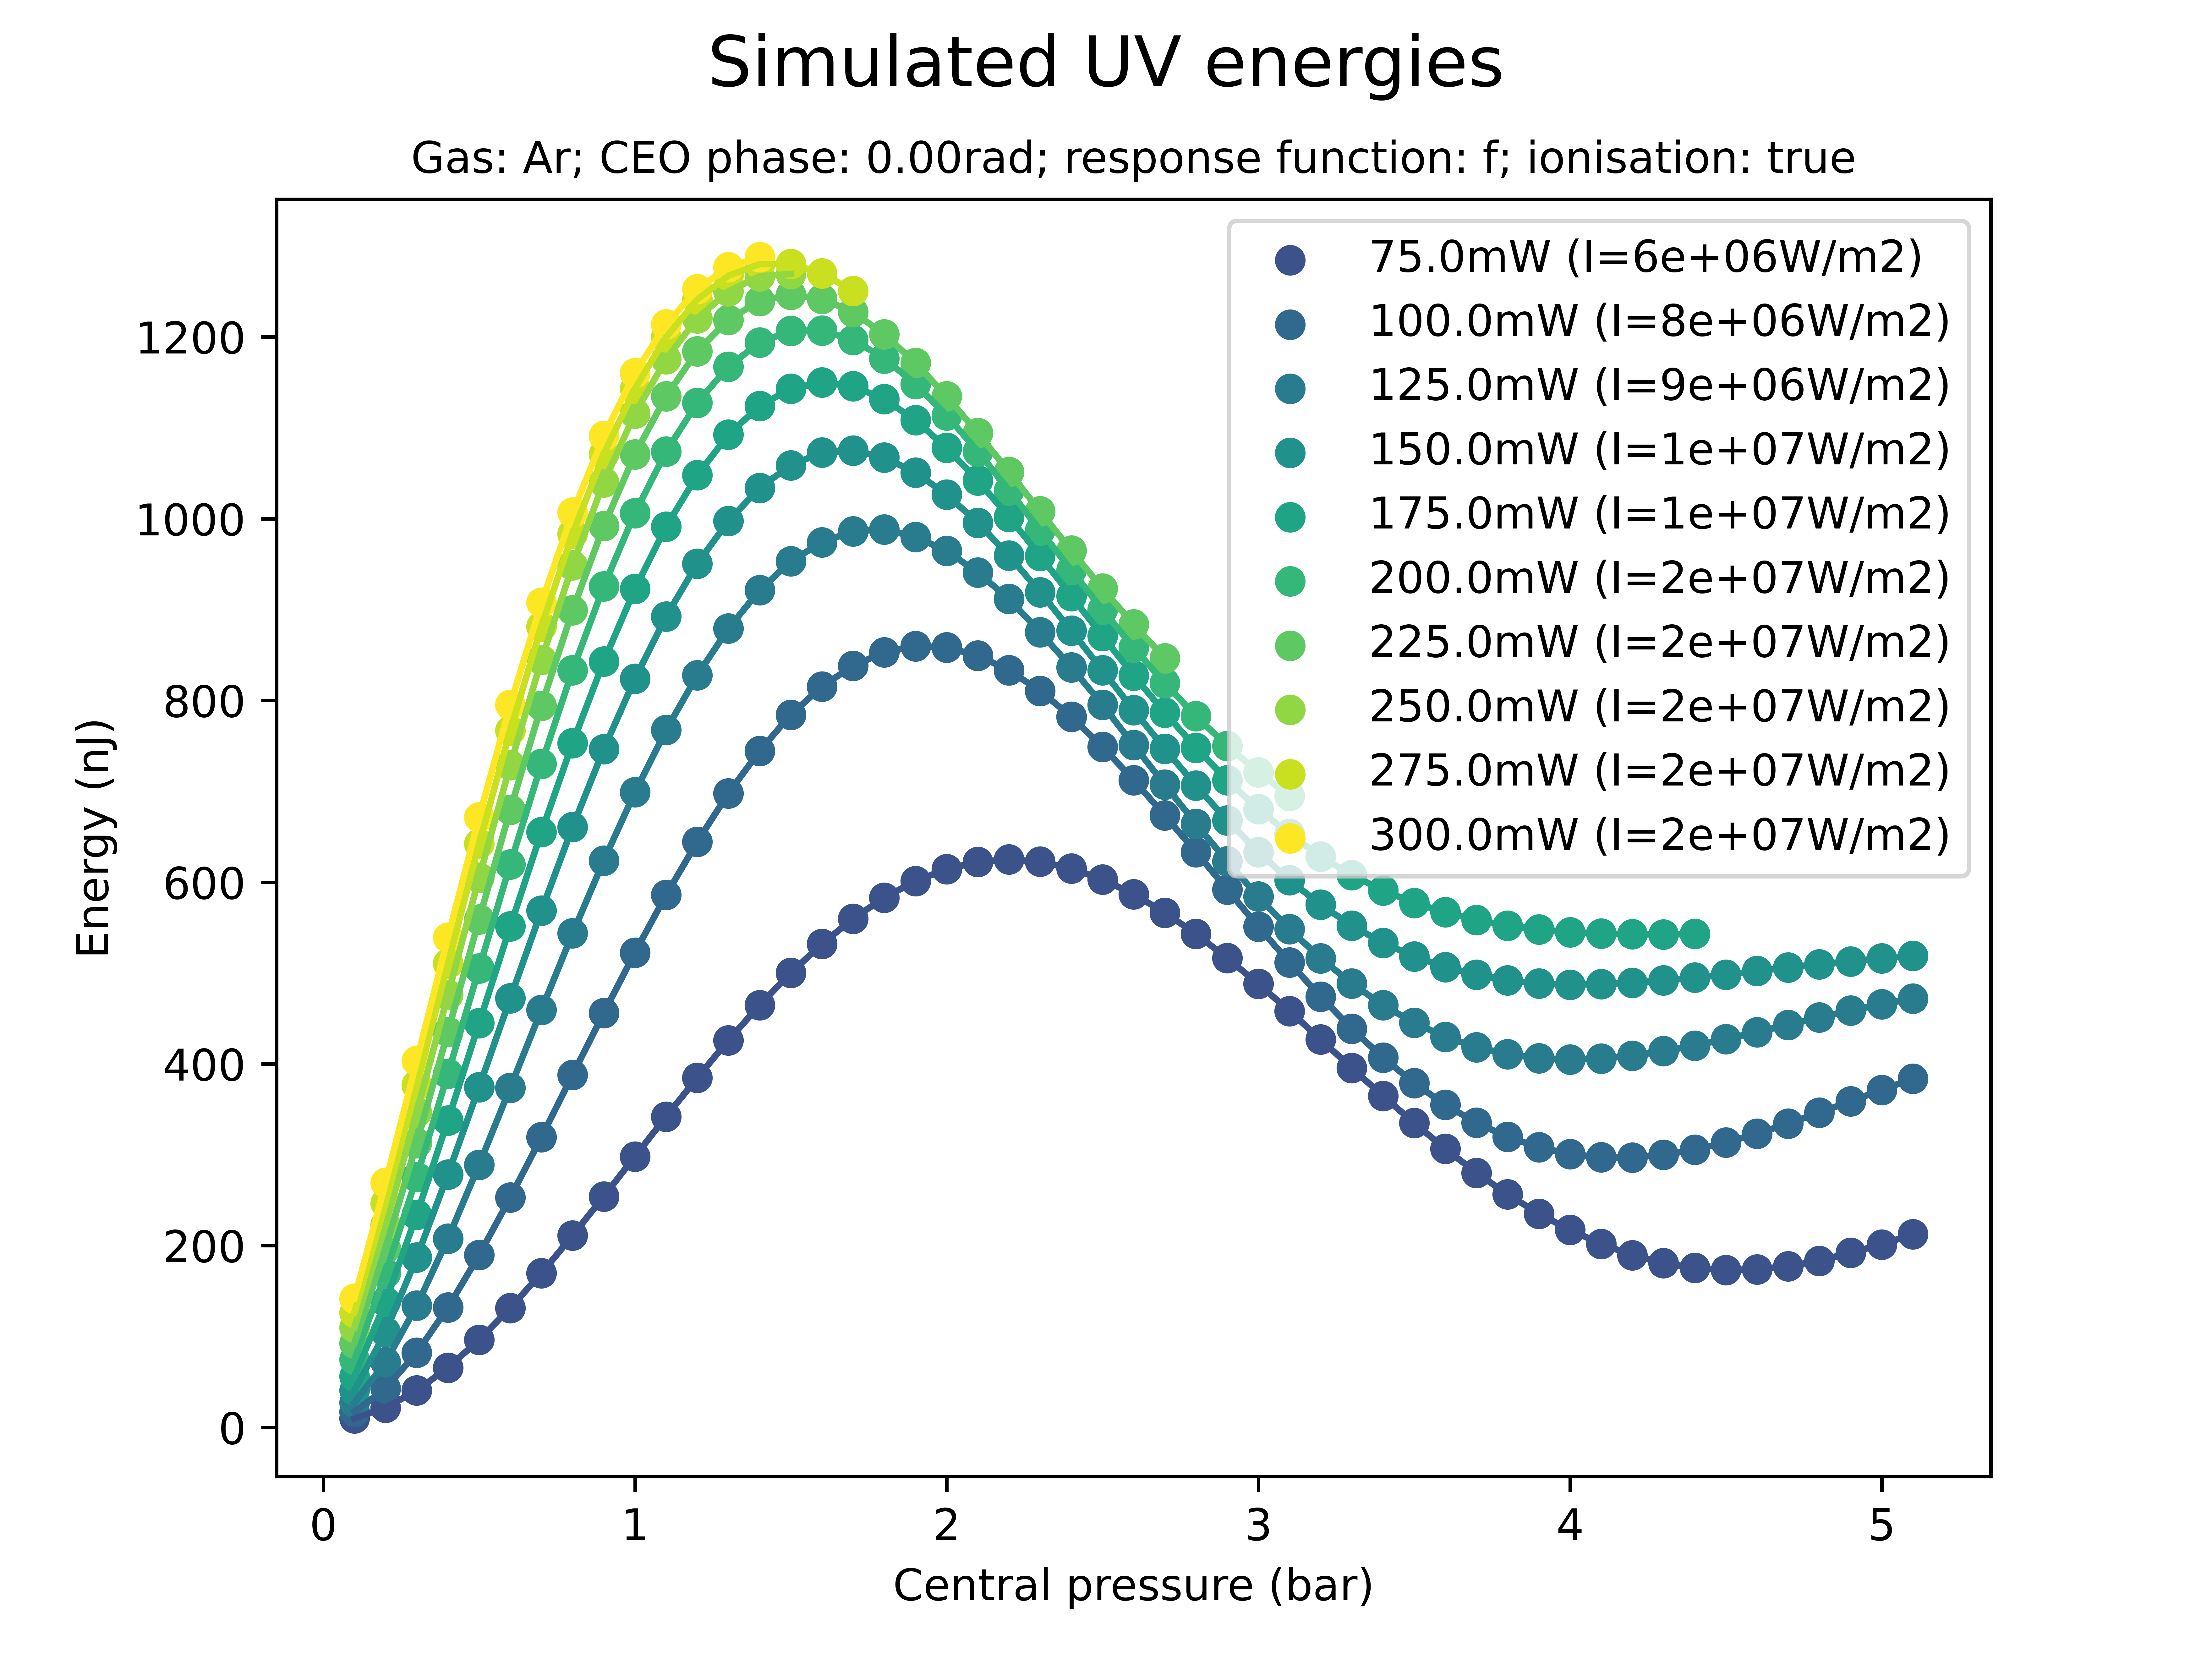 Simulated UV energies
Gas: Ar; CEO phase: 0.00rad; response function: f; ionisation: true
75.0mW (I=6e+06W/m2)
100.0mW (I=8e+06W/m2)
125.0mW (I=9e+06W/m2)
150.0mW (I=1e+07W/m2)
175.0mW (I=1e+07W/m2)
200.0mW (I=2e+07W/m2)
225.0mW (I=2e+07W/m2)
250.0mW (I=2e+07W/m2)
275.0mW (I=2e+07W/m2)
300.0mW (I=2e+07W/m2)
Energy (nJ)
1200
1000
800
600
400
200
0
0 1 2 3 4 5
Central pressure (bar)